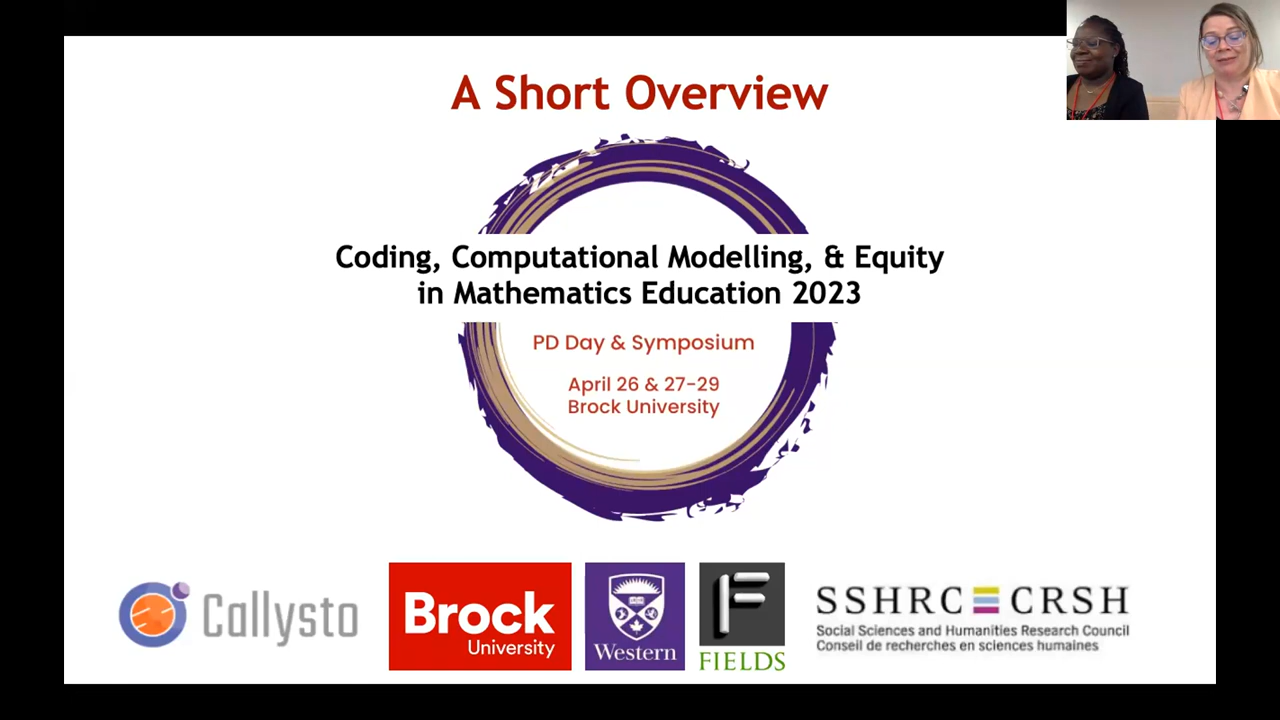 A Short Overview
Coding, Computational Modelling, & Equity
in Mathematics Education 2023
PD Day & Symposium
April 26 & 27-29
Brock University
Callysto
Brock
University
Western
F
FIELDS
SSHRC CRSH
Social Sciences and Humanities Research Council
Conseil de recherches en sciences humaines